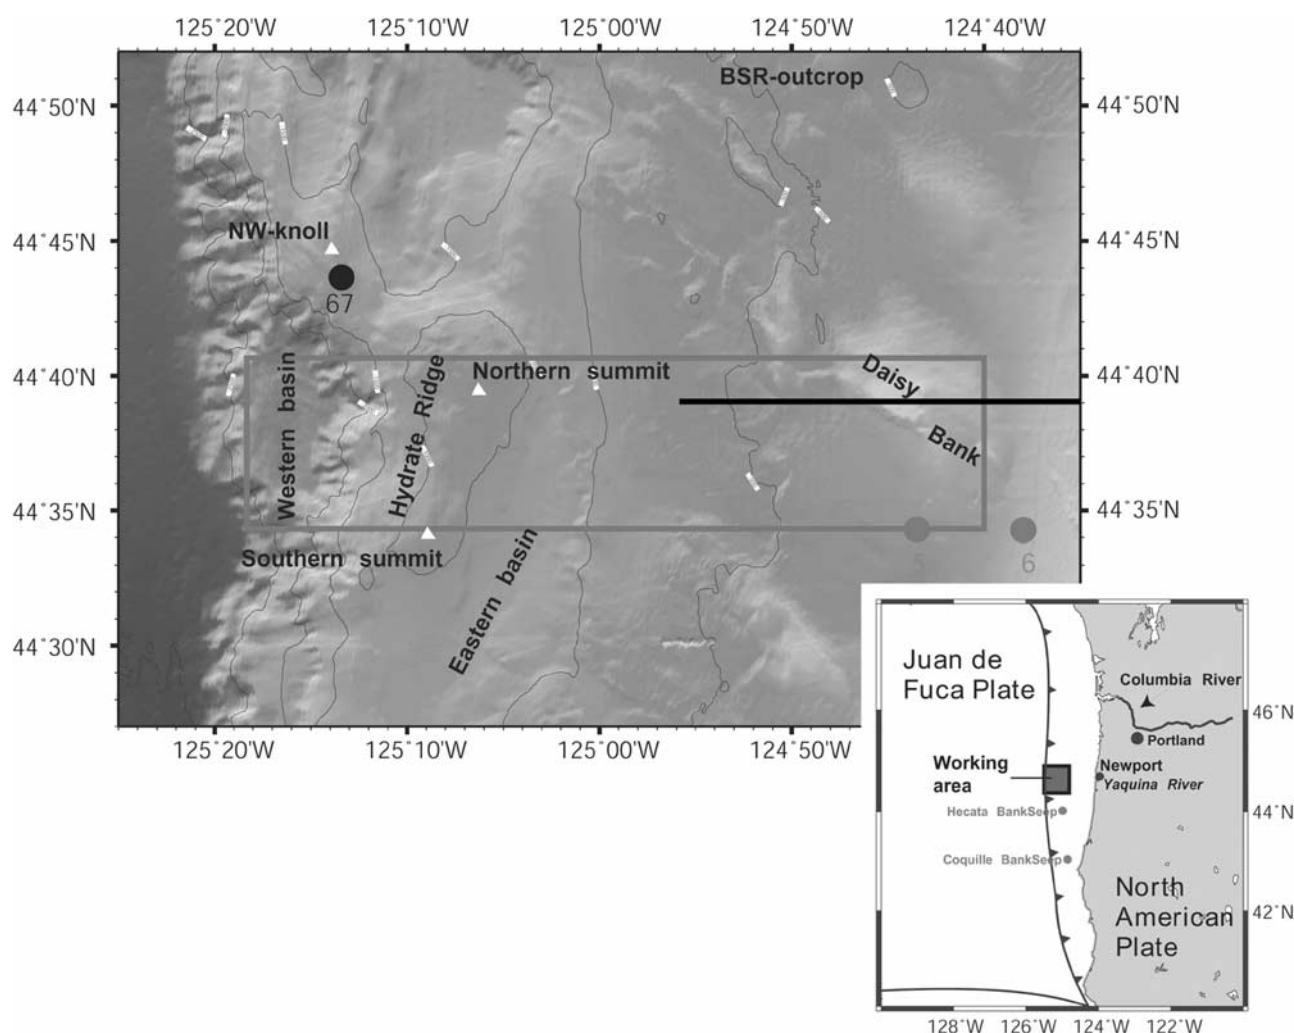 125°20'W 125°10'W 125°00'W 124°50'W 124°40'W
BSR-outcrop
44°50'N 44°50'N
NW-knoll
44°45'N 44°45'N
67
Northern summit
Daisy
Bank
44°40'N 44°40'N
Western basin
Hydrate Ridge
44°35'N 44°35'N
Southern summit
5 6
Eastern basin
44°30'N
125°20'W 125°10'W 125°00'W 124°50'W
Juan de
Fuca Plate
Columbia River
46°N
Portland
Working
area
Newport
Yaquina River
Hecata BankSeep
44°N
Coquille BankSeep
North
American
Plate
42°N
128°W 126°W 124°W 122°W